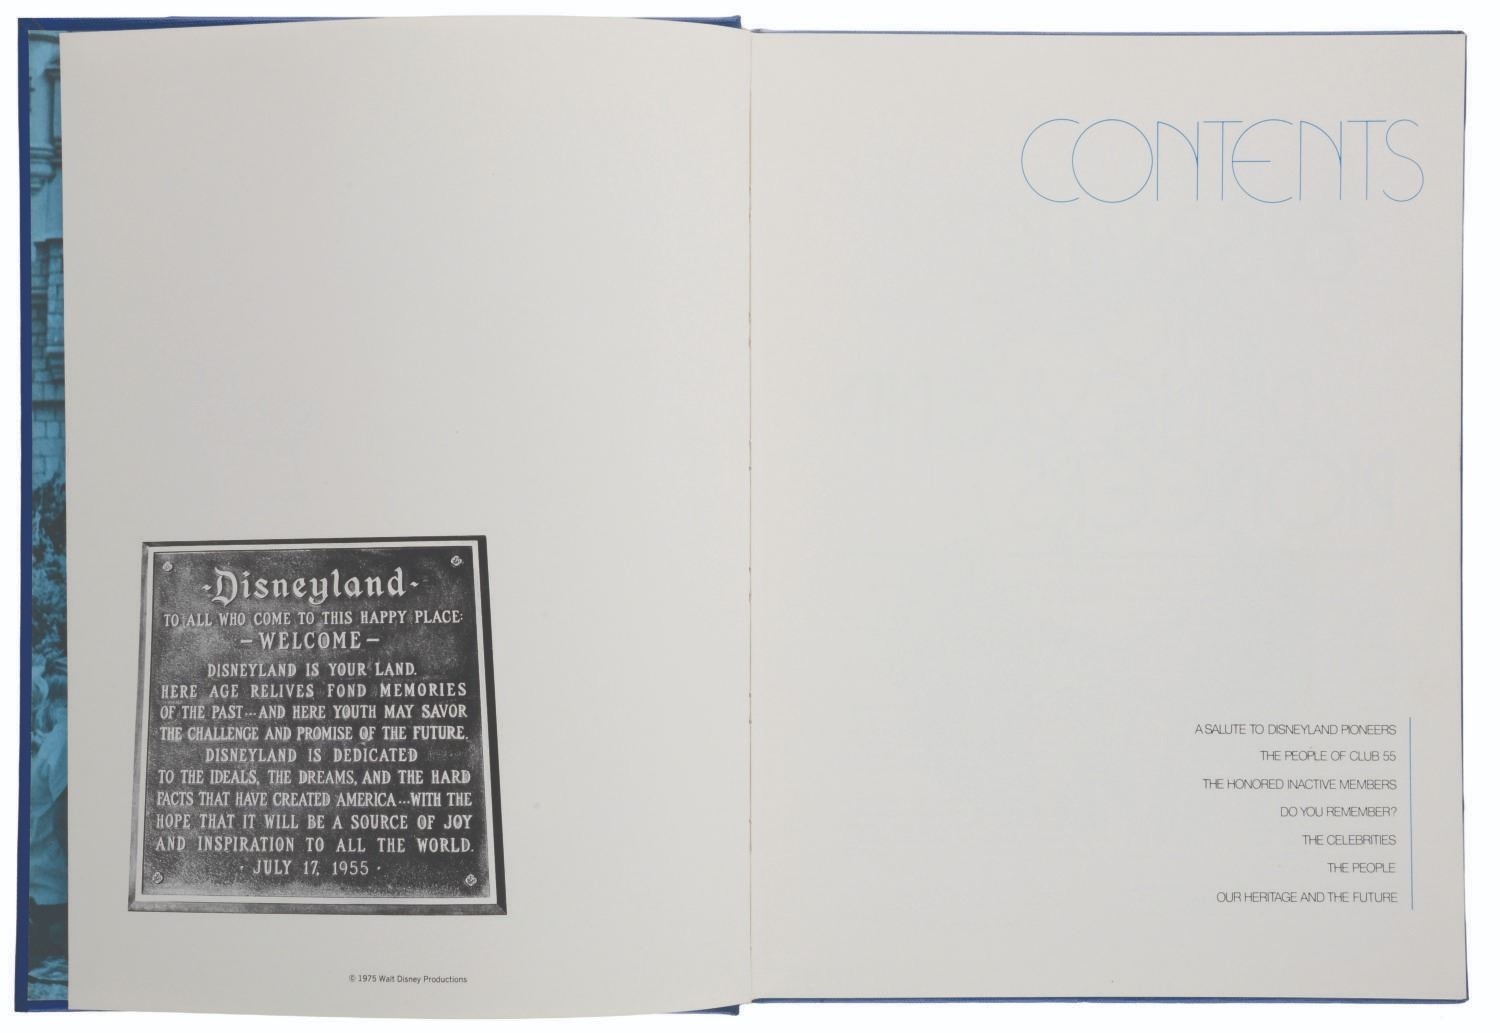 -Disneyland-
TO ALL WHO COME TO THIS HAPPY PLACE:
- WELCOME -
DISNEYLAND IS YOUR LAND.
HERE AGE RELIVES FOND MEMORIES
OF THE PAST...AND HERE YOUTH MAY SAVOR
THE CHALLENGE AND PROMISE OF THE FUTURE.
DISNEYLAND IS DEDICATED
TO THE IDEALS, THE DREAMS, AND THE HARD
FACTS THAT HAVE CREATED AMERICA...WITH THE
HOPE THAT IT WILL BE A SOURCE OF JOY
AND INSPIRATION TO ALL THE WORLD.
· JULY 17, 1955 ·
© 1975 Walt Disney Productions
CONTENTS
A SALUTE TO DISNEYLAND PIONEERS
THE PEOPLE OF CLUB 55
THE HONORED INACTIVE MEMBERS
DO YOU REMEMBER?
THE CELEBRITIES
THE PEOPLE
OUR HERITAGE AND THE FUTURE